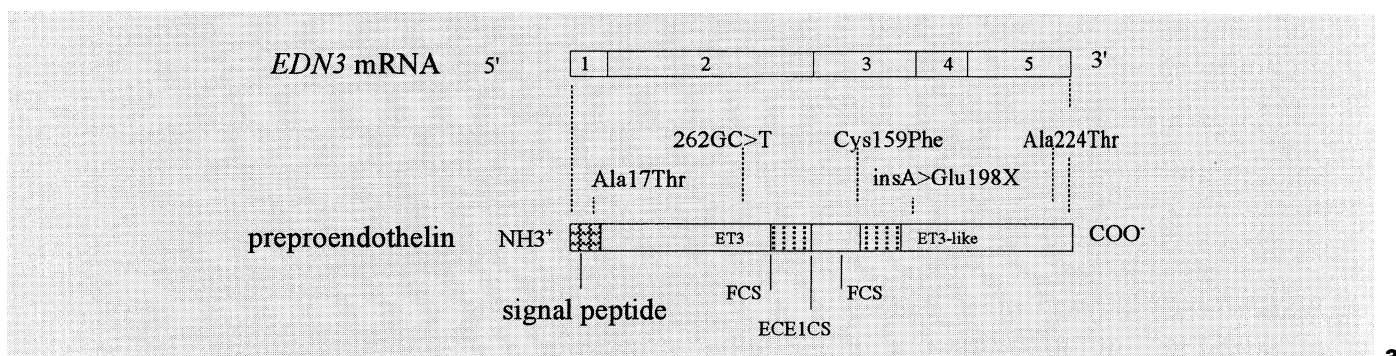 EDN3 mRNA 5' 1 2 3 4 5 3'
262GC>T Cys159Phe Ala224Thr
Ala17Thr insA>Glu198X
preproendothelin NH3⁺ ET3 ET3-like COO⁻
FCS FCS
signal peptide
ECE1CS